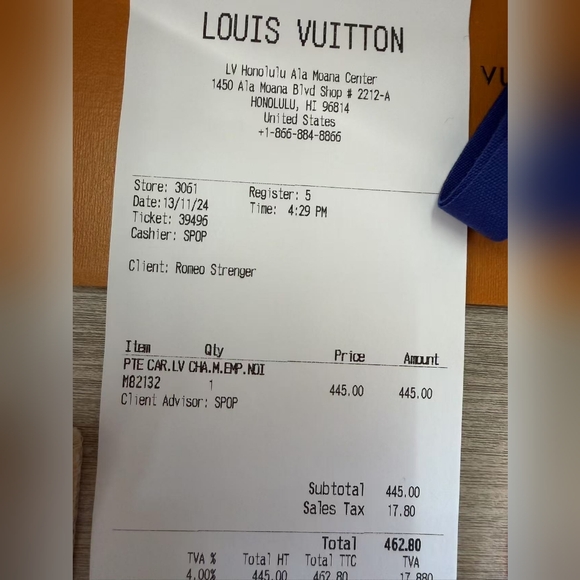 LOUIS VUITTON
LV Honolulu Ala Moana Center
1450 Ala Moana Blvd Shop # 2212-A
HONOLULU, HI 96814
United States
+1-866-884-8866
VU
Store: 3061 Register: 5
Date:13/11/24 Time: 4:29 PM
Ticket: 39496
Cashier: SPOP
Client: Romeo Strenger
Item Qty Price Amount
PTE CAR.LV CHA.M.EMP.NOI
M82132 1 445.00 445.00
Client Advisor: SPOP
Subtotal 445.00
Sales Tax 17.80
Total 462.80
TVA % Total HT Total TTC TVA
4.00% 445.00 462.80 17.880